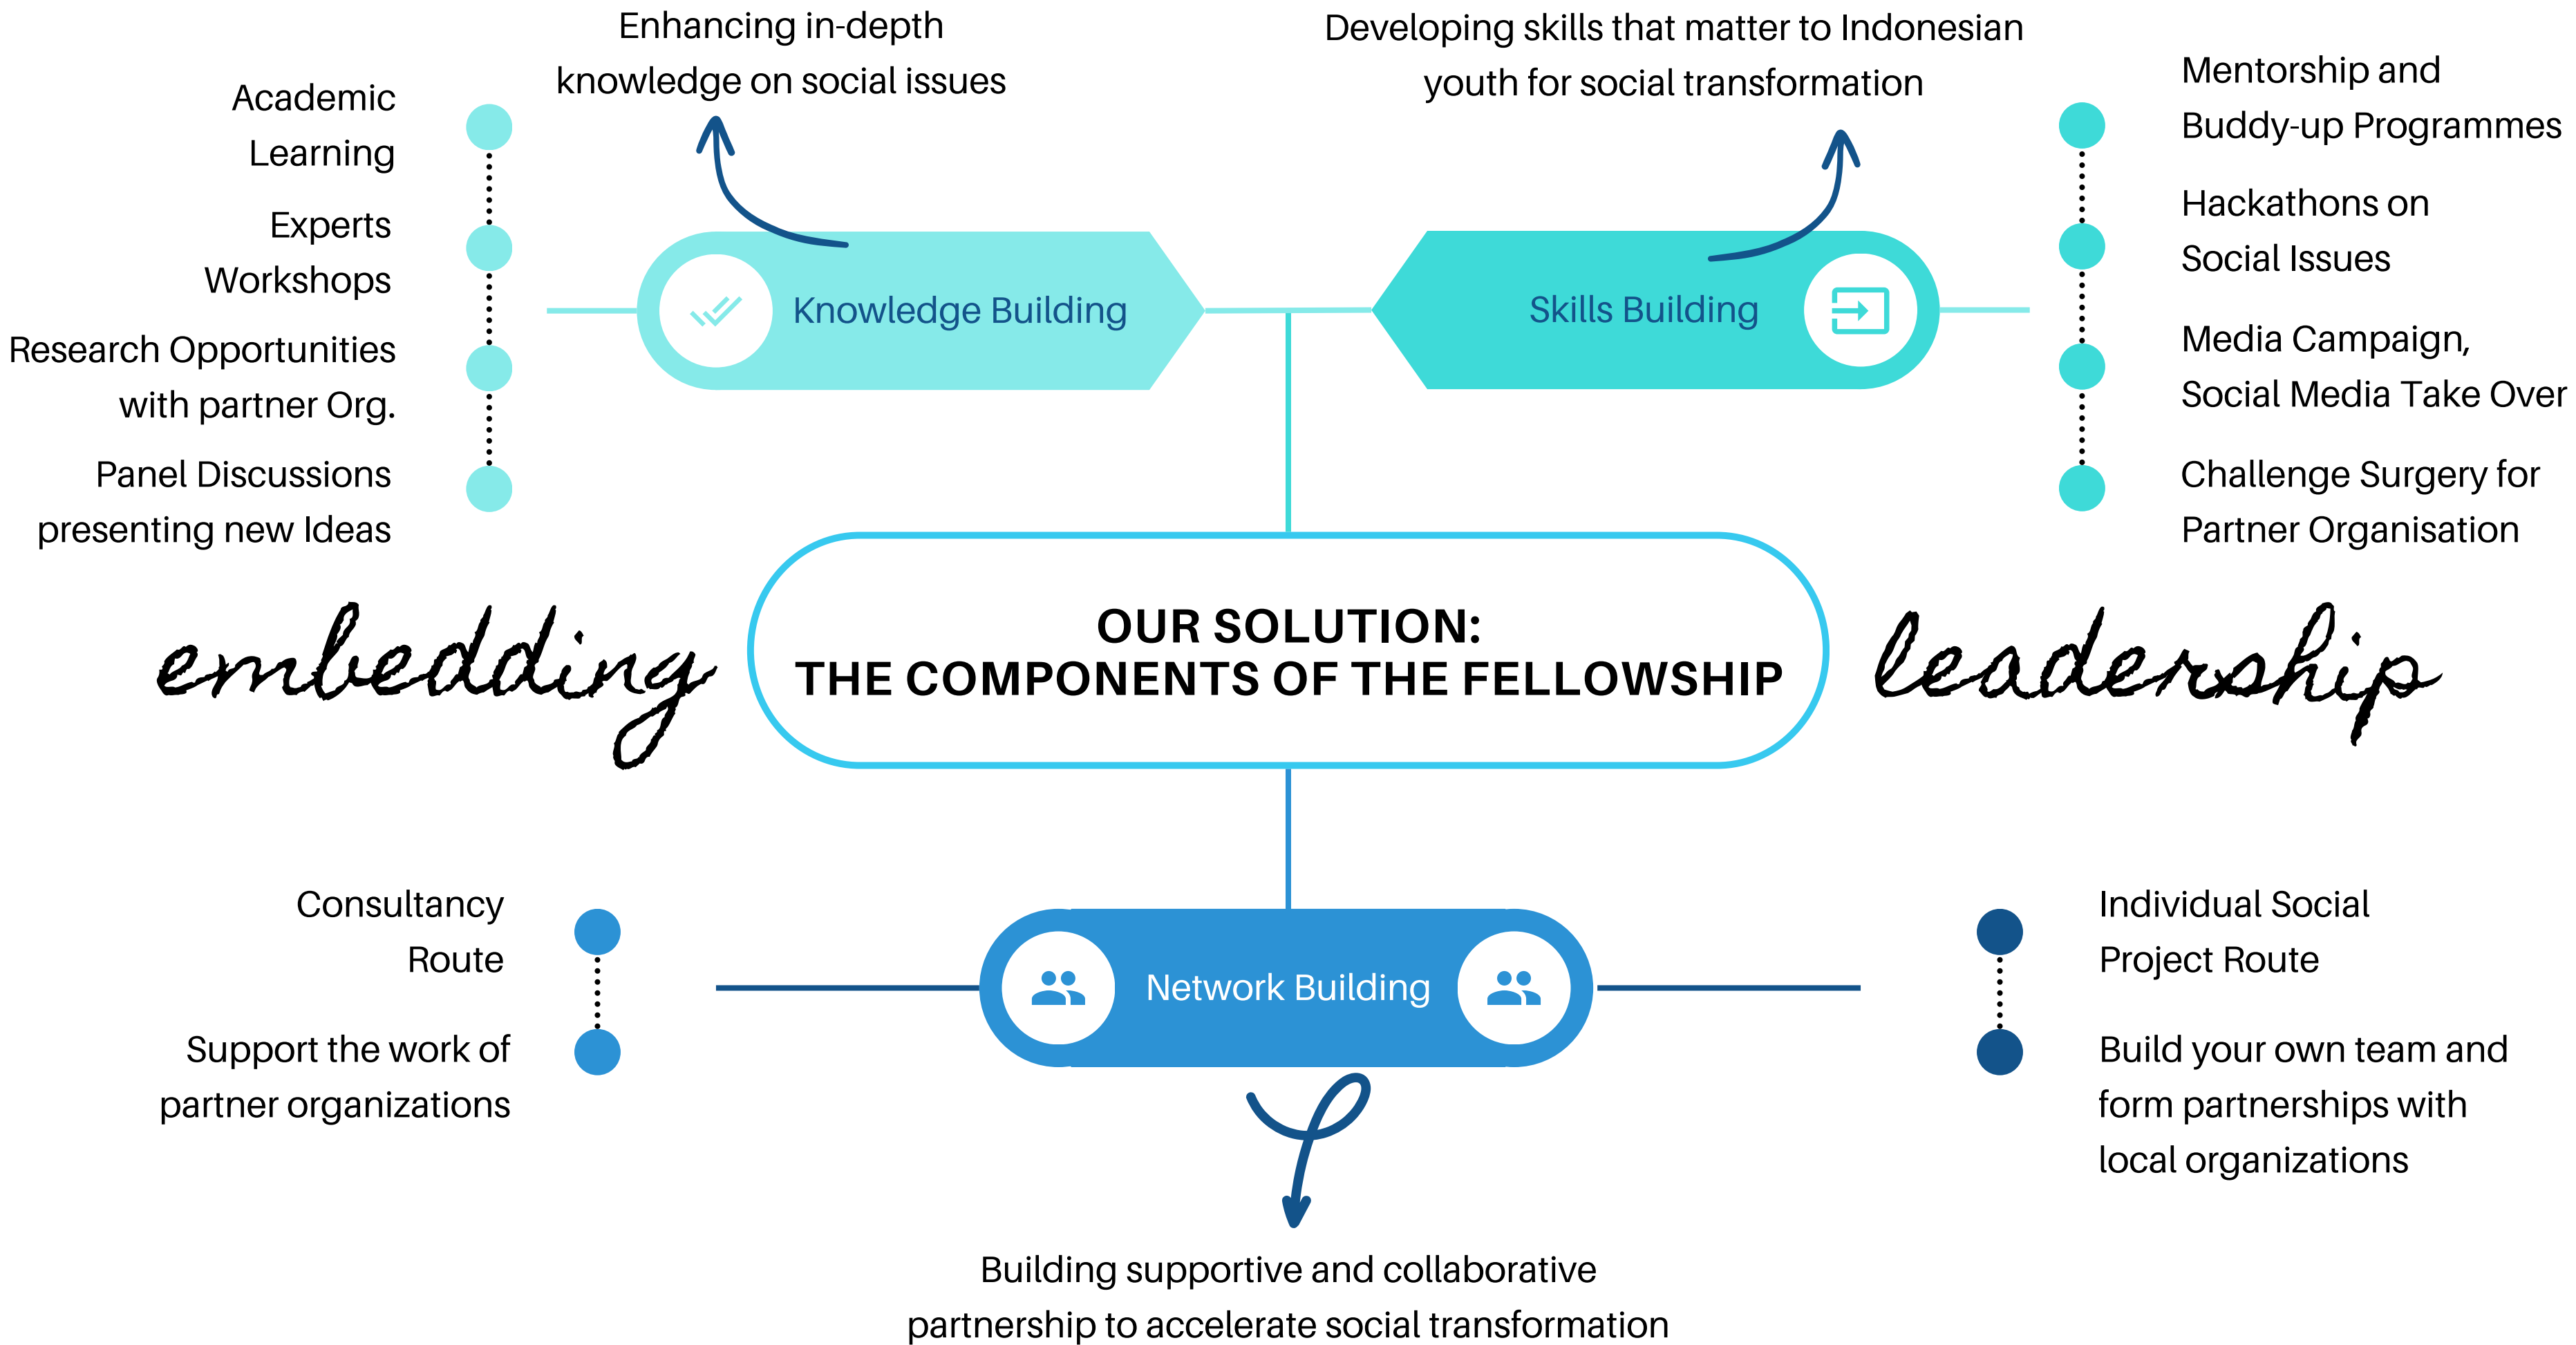 Enhancing in-depth
knowledge on social issues
Developing skills that matter to Indonesian
youth for social transformation
Academic
Learning
Experts
Workshops
Research Opportunities
with partner Org.
Panel Discussions
presenting new Ideas
Knowledge Building
Skills Building
Mentorship and
Buddy-up Programmes
Hackathons on
Social Issues
Media Campaign,
Social Media Take Over
Challenge Surgery for
Partner Organisation
embedding
OUR SOLUTION:
THE COMPONENTS OF THE FELLOWSHIP
leadership
Consultancy
Route
Support the work of
partner organizations
Network Building
Individual Social
Project Route
Build your own team and
form partnerships with
local organizations
Building supportive and collaborative
partnership to accelerate social transformation